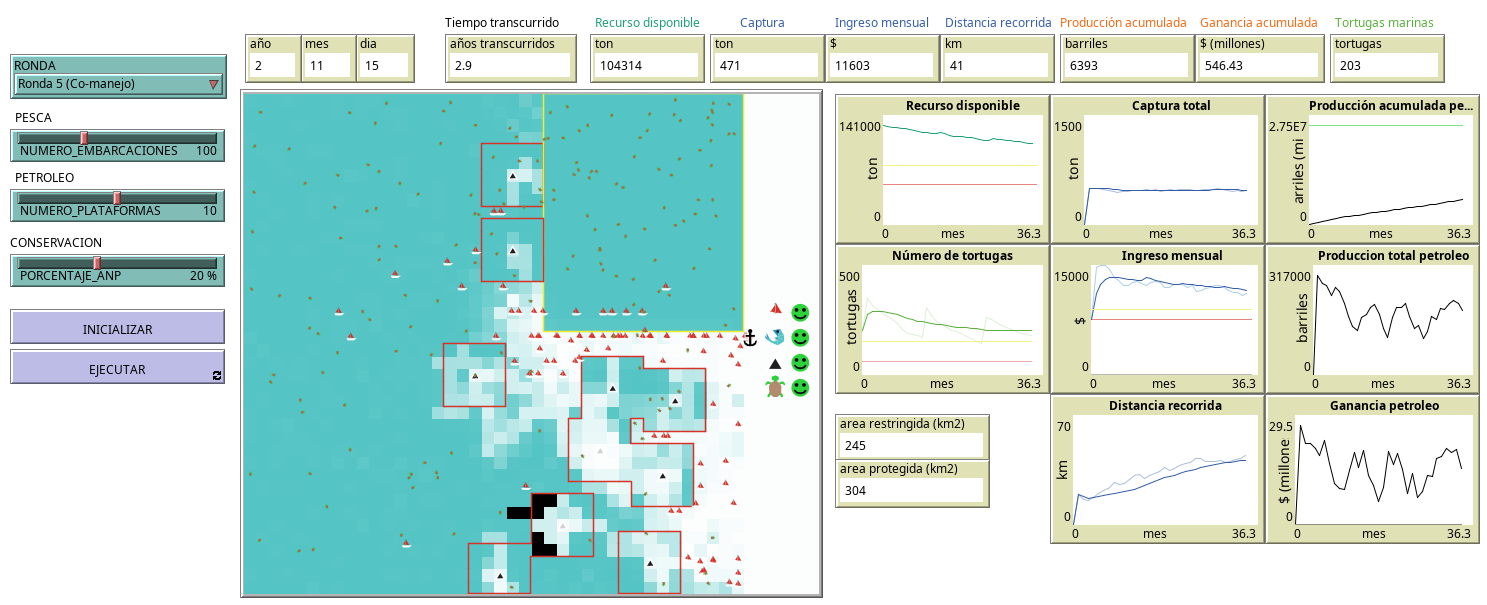 Tiempo transcurrido
Recurso disponible
Captura
Ingreso mensual
Distancia recorrida
Producción acumulada
Ganancia acumulada
Tortugas marinas
año
2
mes
11
dia
15
años transcurridos
2.9
ton
104314
ton
471
$
11603
km
41
barriles
6393
$ (millones)
546.43
tortugas
203
RONDA
Ronda 5 (Co-manejo)
PESCA
NUMERO_EMBARCACIONES 100
PETROLEO
NUMERO_PLATAFORMAS 10
CONSERVACION
PORCENTAJE_ANP 20 %
INICIALIZAR
EJECUTAR
Recurso disponible
141000
ton
0
0 mes 36.3
Captura total
1500
ton
0
0 mes 36.3
Producción acumulada pe...
2.75E7
arriles (mi
0
0 mes 36.3
Número de tortugas
500
tortugas
0
0 mes 36.3
Ingreso mensual
15000
$
0
0 mes 36.3
Produccion total petroleo
317000
barriles
0
0 mes 36.3
area restringida (km2)
245
area protegida (km2)
304
Distancia recorrida
70
km
0
0 mes 36.3
Ganancia petroleo
29.5
$ (millone
0
0 mes 36.3